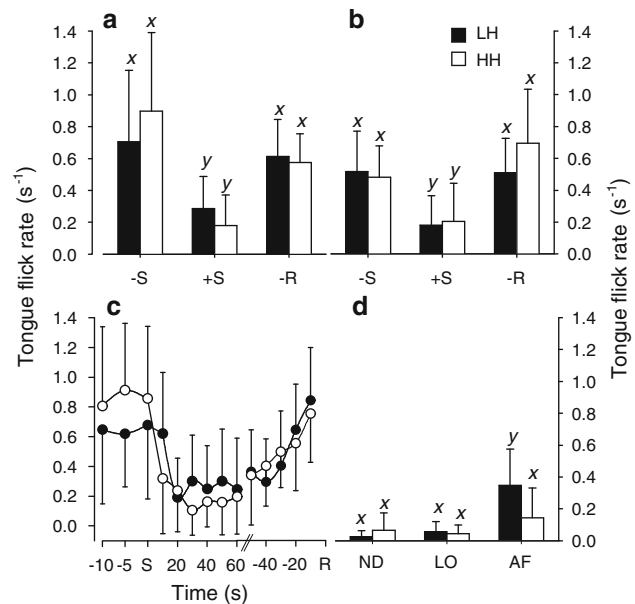 a
b
1.4 1.2 1.0 0.8 0.6 0.4 0.2 0.0
Tongue flick rate (s-1)
x x y y x x
-S +S -R
LH
HH
x x y y x x
-S +S -R
1.4 1.2 1.0 0.8 0.6 0.4 0.2 0.0
Tongue flick rate (s-1)
c
1.4 1.2 1.0 0.8 0.6 0.4 0.2 0.0
-10 -5 S 20 40 60 -40 -20 R
Time (s)
d
x x x x y x
ND LO AF
1.4 1.2 1.0 0.8 0.6 0.4 0.2 0.0